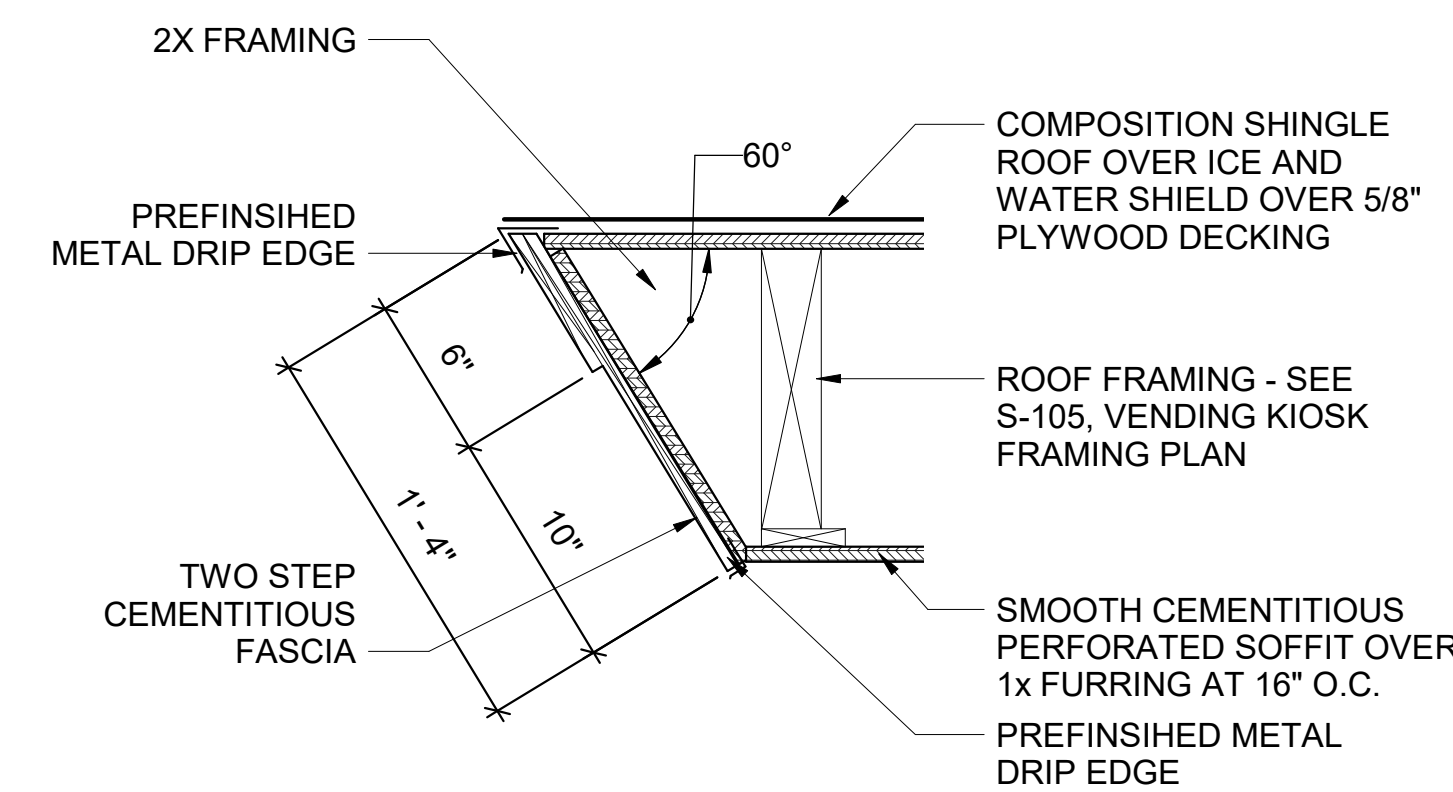 2X FRAMING
60°
COMPOSITION SHINGLE
ROOF OVER ICE AND
WATER SHIELD OVER 5/8"
PLYWOOD DECKING
PREFINSIHED
METAL DRIP EDGE
6"
10"
1' - 4"
ROOF FRAMING - SEE
S-105, VENDING KIOSK
FRAMING PLAN
TWO STEP
CEMENTITIOUS
FASCIA
SMOOTH CEMENTITIOUS
PERFORATED SOFFIT OVER
1x FURRING AT 16" O.C.
PREFINSIHED METAL
DRIP EDGE